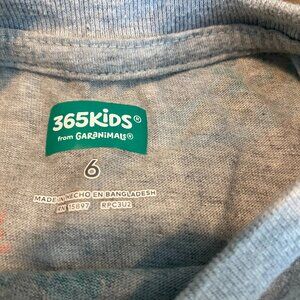 365KIDS®
from GARANIMALS®
6
MADE IN/HECHO EN BANGLADESH
RN 15897 RPC3U2